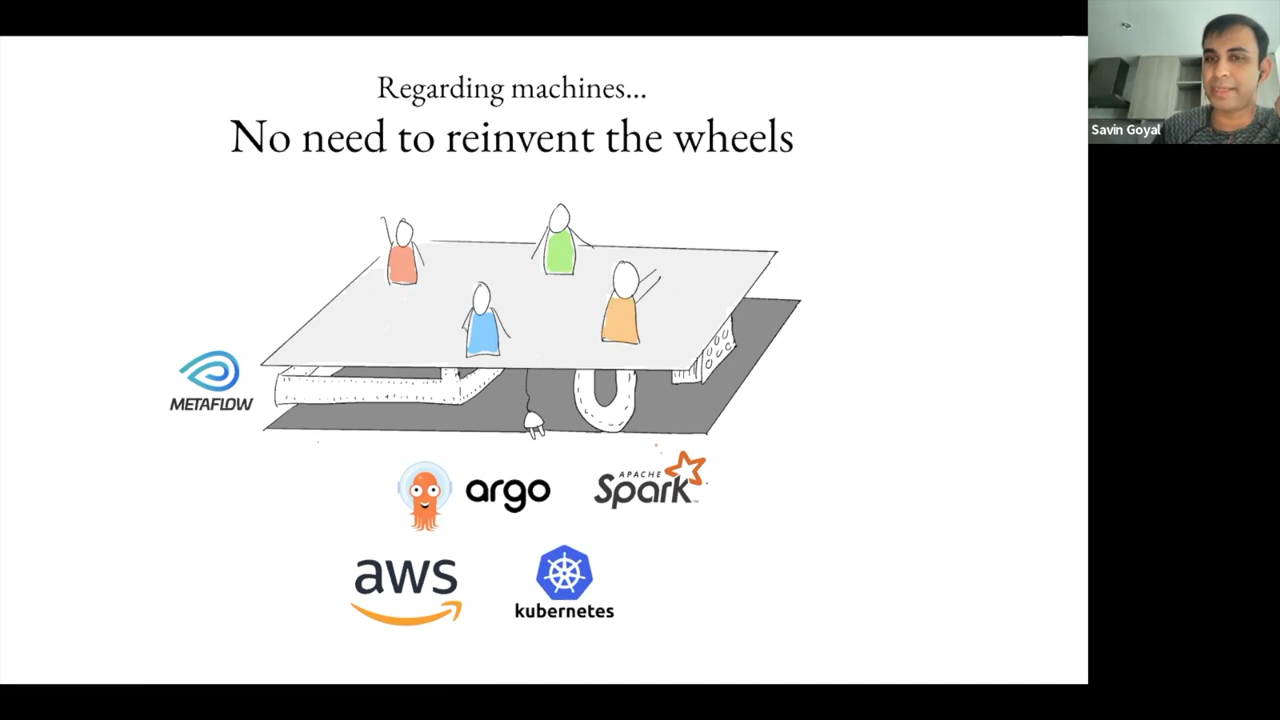 Regarding machines...
No need to reinvent the wheels
Savin Goyal
METAFLOW
argo
APACHE
Spark
aws
kubernetes